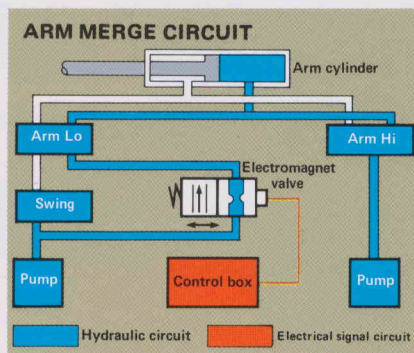 ARM MERGE CIRCUIT
Arm cylinder
Arm Lo
Arm Hi
Electromagnet
valve
Swing
Pump
Control box
Pump
Hydraulic circuit
Electrical signal circuit